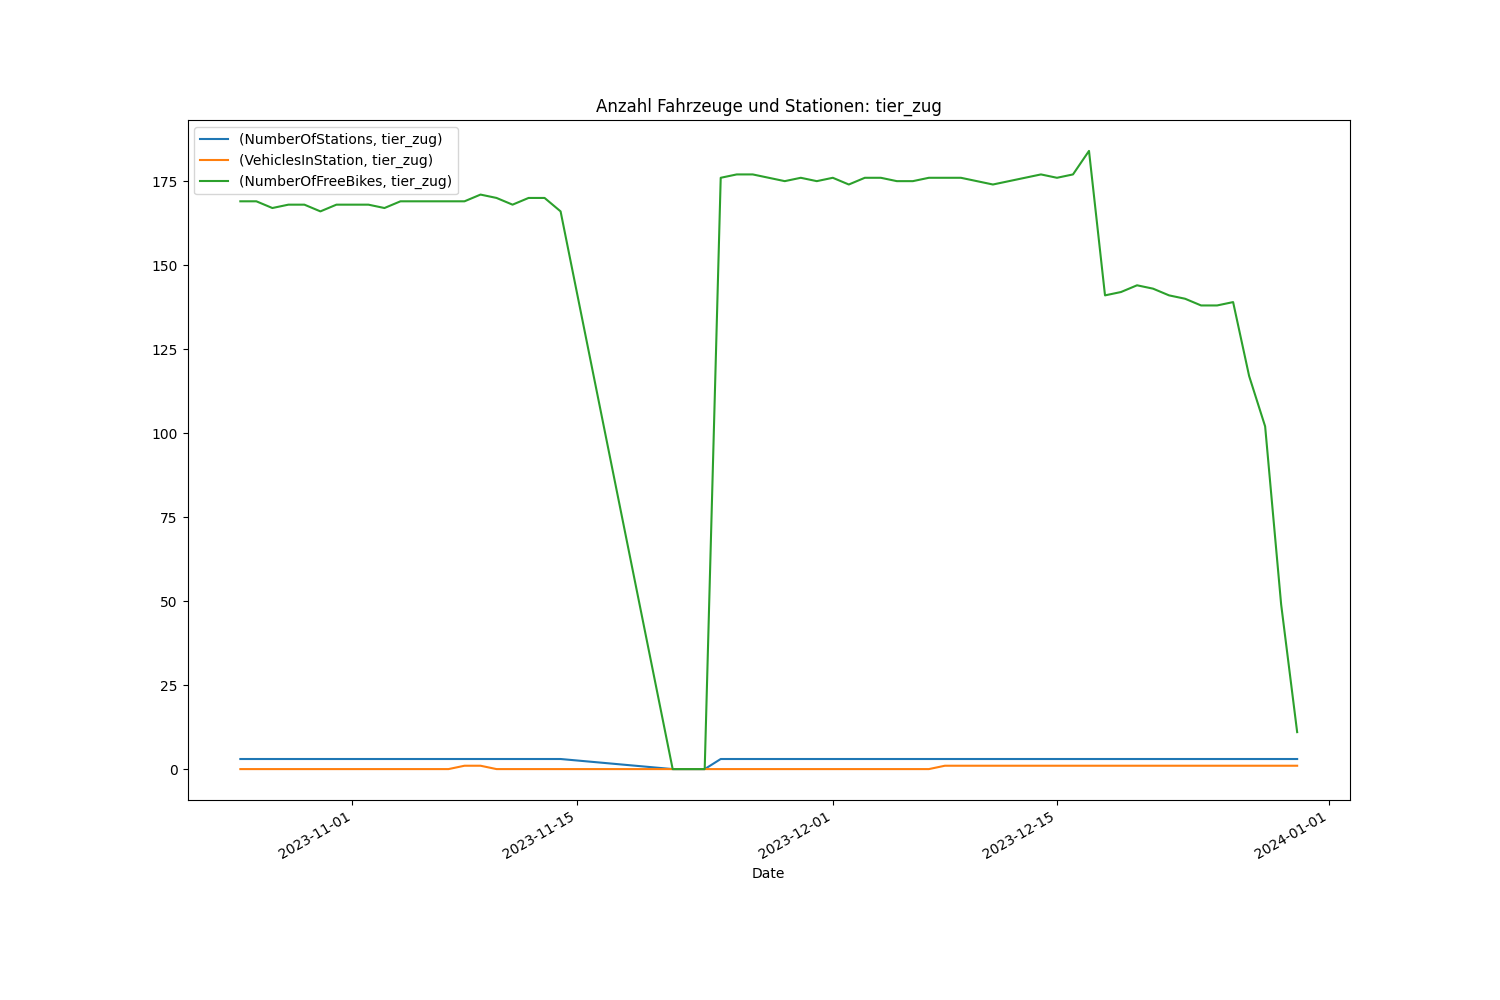 Anzahl Fahrzeuge und Stationen: tier_zug
(NumberOfStations, tier_zug)
(VehiclesInStation, tier_zug)
(NumberOfFreeBikes, tier_zug)
175
150
125
100
75
50
25
0
2023-11-01
2023-11-15
2023-12-01
2023-12-15
2024-01-01
Date